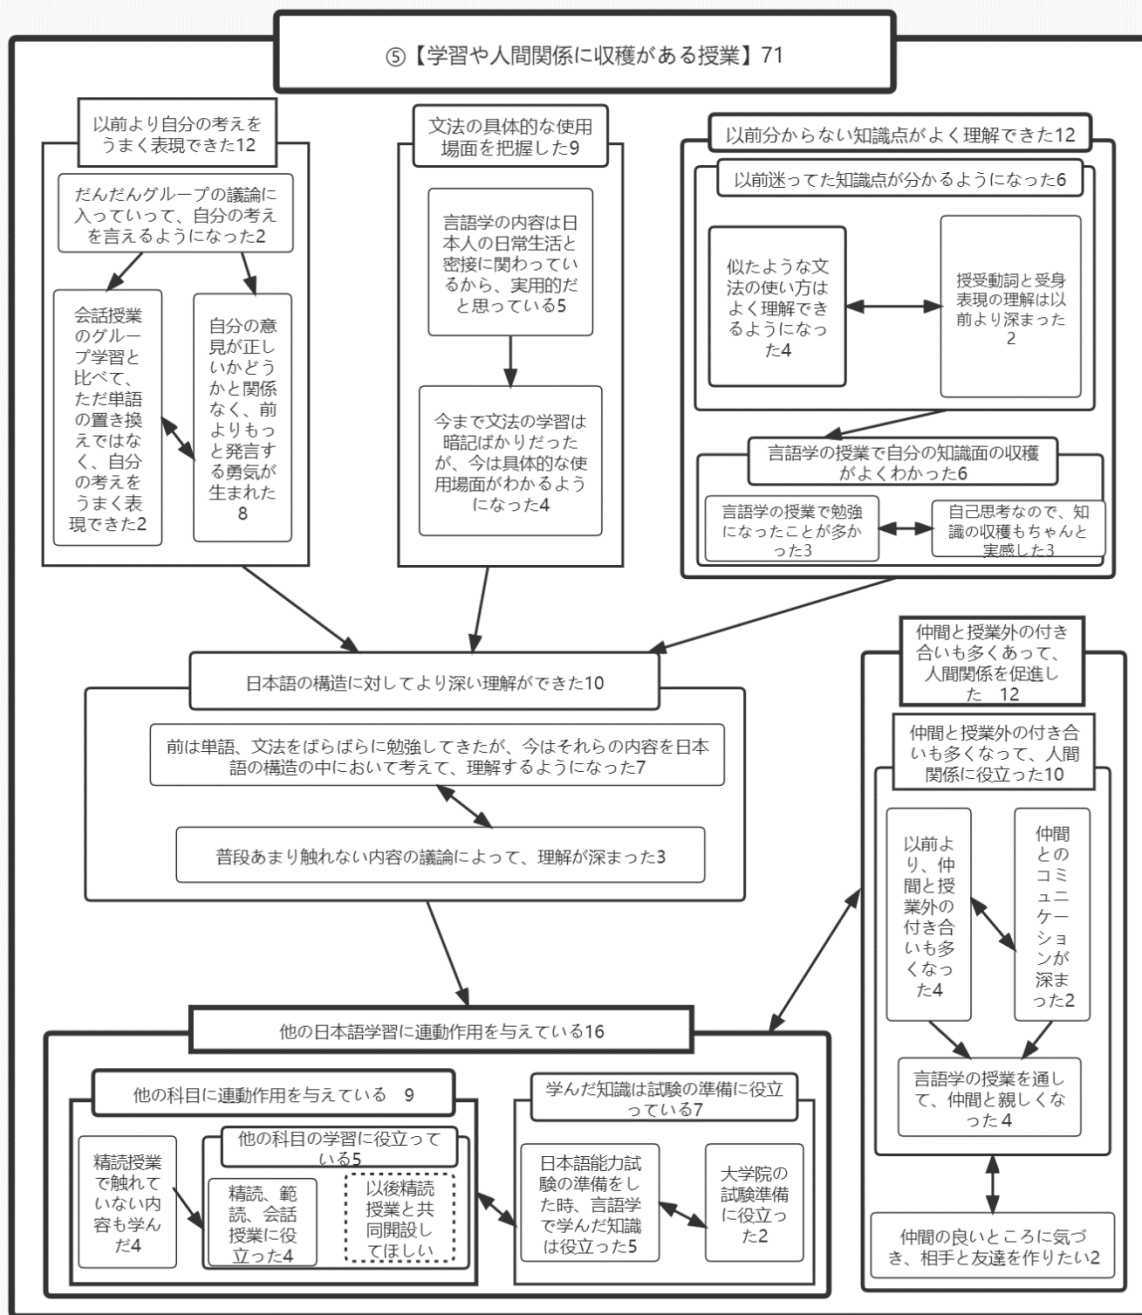 ⑤【学習や人間関係に収穫がある授業】71
以前より自分の考えを
うまく表現できた12
だんだんグループの議論に
入っていって、自分の考え
を言えるようになった2
会話授業
のグルー
プ学習と
比べて、
ただ単語
の置き換
えではな
く、自分
の考えを
うまく表
現できた2
自分の意
見が正し
いかどう
かと関係
なく、前
よりもっ
と発言す
る勇気が
生まれた
8
文法の具体的な使用
場面を把握した9
言語学の内容は日
本人の日常生活と
密接に関わってい
るから、実用的だ
と思っている5
今まで文法の学習は
暗記ばかりだった
が、今は具体的な使
用場面がわかるよう
になった4
以前分からない知識点がよく理解できた12
以前迷ってた知識点が分かるようになった6
似たような文
法の使い方は
よく理解でき
るようになっ
た4
授受動詞と受身
表現の理解は以
前より深まった
2
言語学の授業で自分の知識面の収穫
がよくわかった6
言語学の授業で勉強
になったことが多か
った3
自己思考なので、知
識の収穫もちゃんと
実感した3
日本語の構造に対してより深い理解ができた10
前は単語、文法をばらばらに勉強してきたが、今はそれらの内容を日本
語の構造の中において考えて、理解するようになった7
普段あまり触れない内容の議論によって、理解が深まった3
仲間と授業外の付き
合いも多くあって、
人間関係を促進し
た 12
仲間と授業外の付き合
いも多くなって、人間
関係に役立った10
以前よ
り、仲
間と授
業外の
付き合
いも多
くなっ
た
4
仲間
との
コミ
ュニ
ケー
ショ
ンが
深ま
った2
言語学の授業を通し
て、仲間と親しくなっ
た4
仲間の良いところに気づ
き、相手と友達を作りたい2
他の日本語学習に連動作用を与えている16
他の科目に連動作用を与えている 9
精読授業
で触れて
いない内
容も学ん
だ4
他の科目の学習に役立って
いる5
精読、範
読、会話
授業に役
立った4
以後精読
授業と共
同開設し
てほしい
学んだ知識は試験の準備に役立
っている7
日本語能力試
験の準備をし
た時、言語学
で学んだ知識
は役立った5
大学院の
試験準備
に役立っ
た2